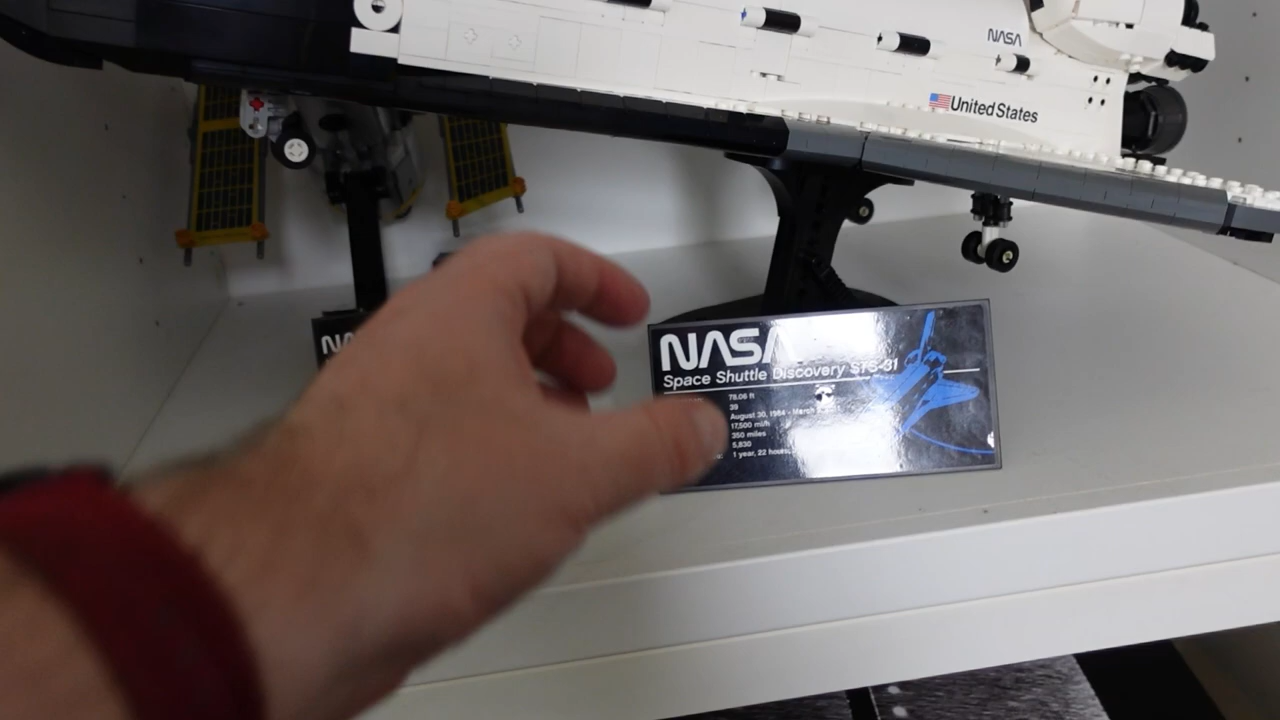 NASA
United States
NASA
Space Shuttle Discovery STS-31
78.06 ft
39
August 30, 1984 - March
17,500 mi/h
350 miles
5,830
1 year, 22 hours,